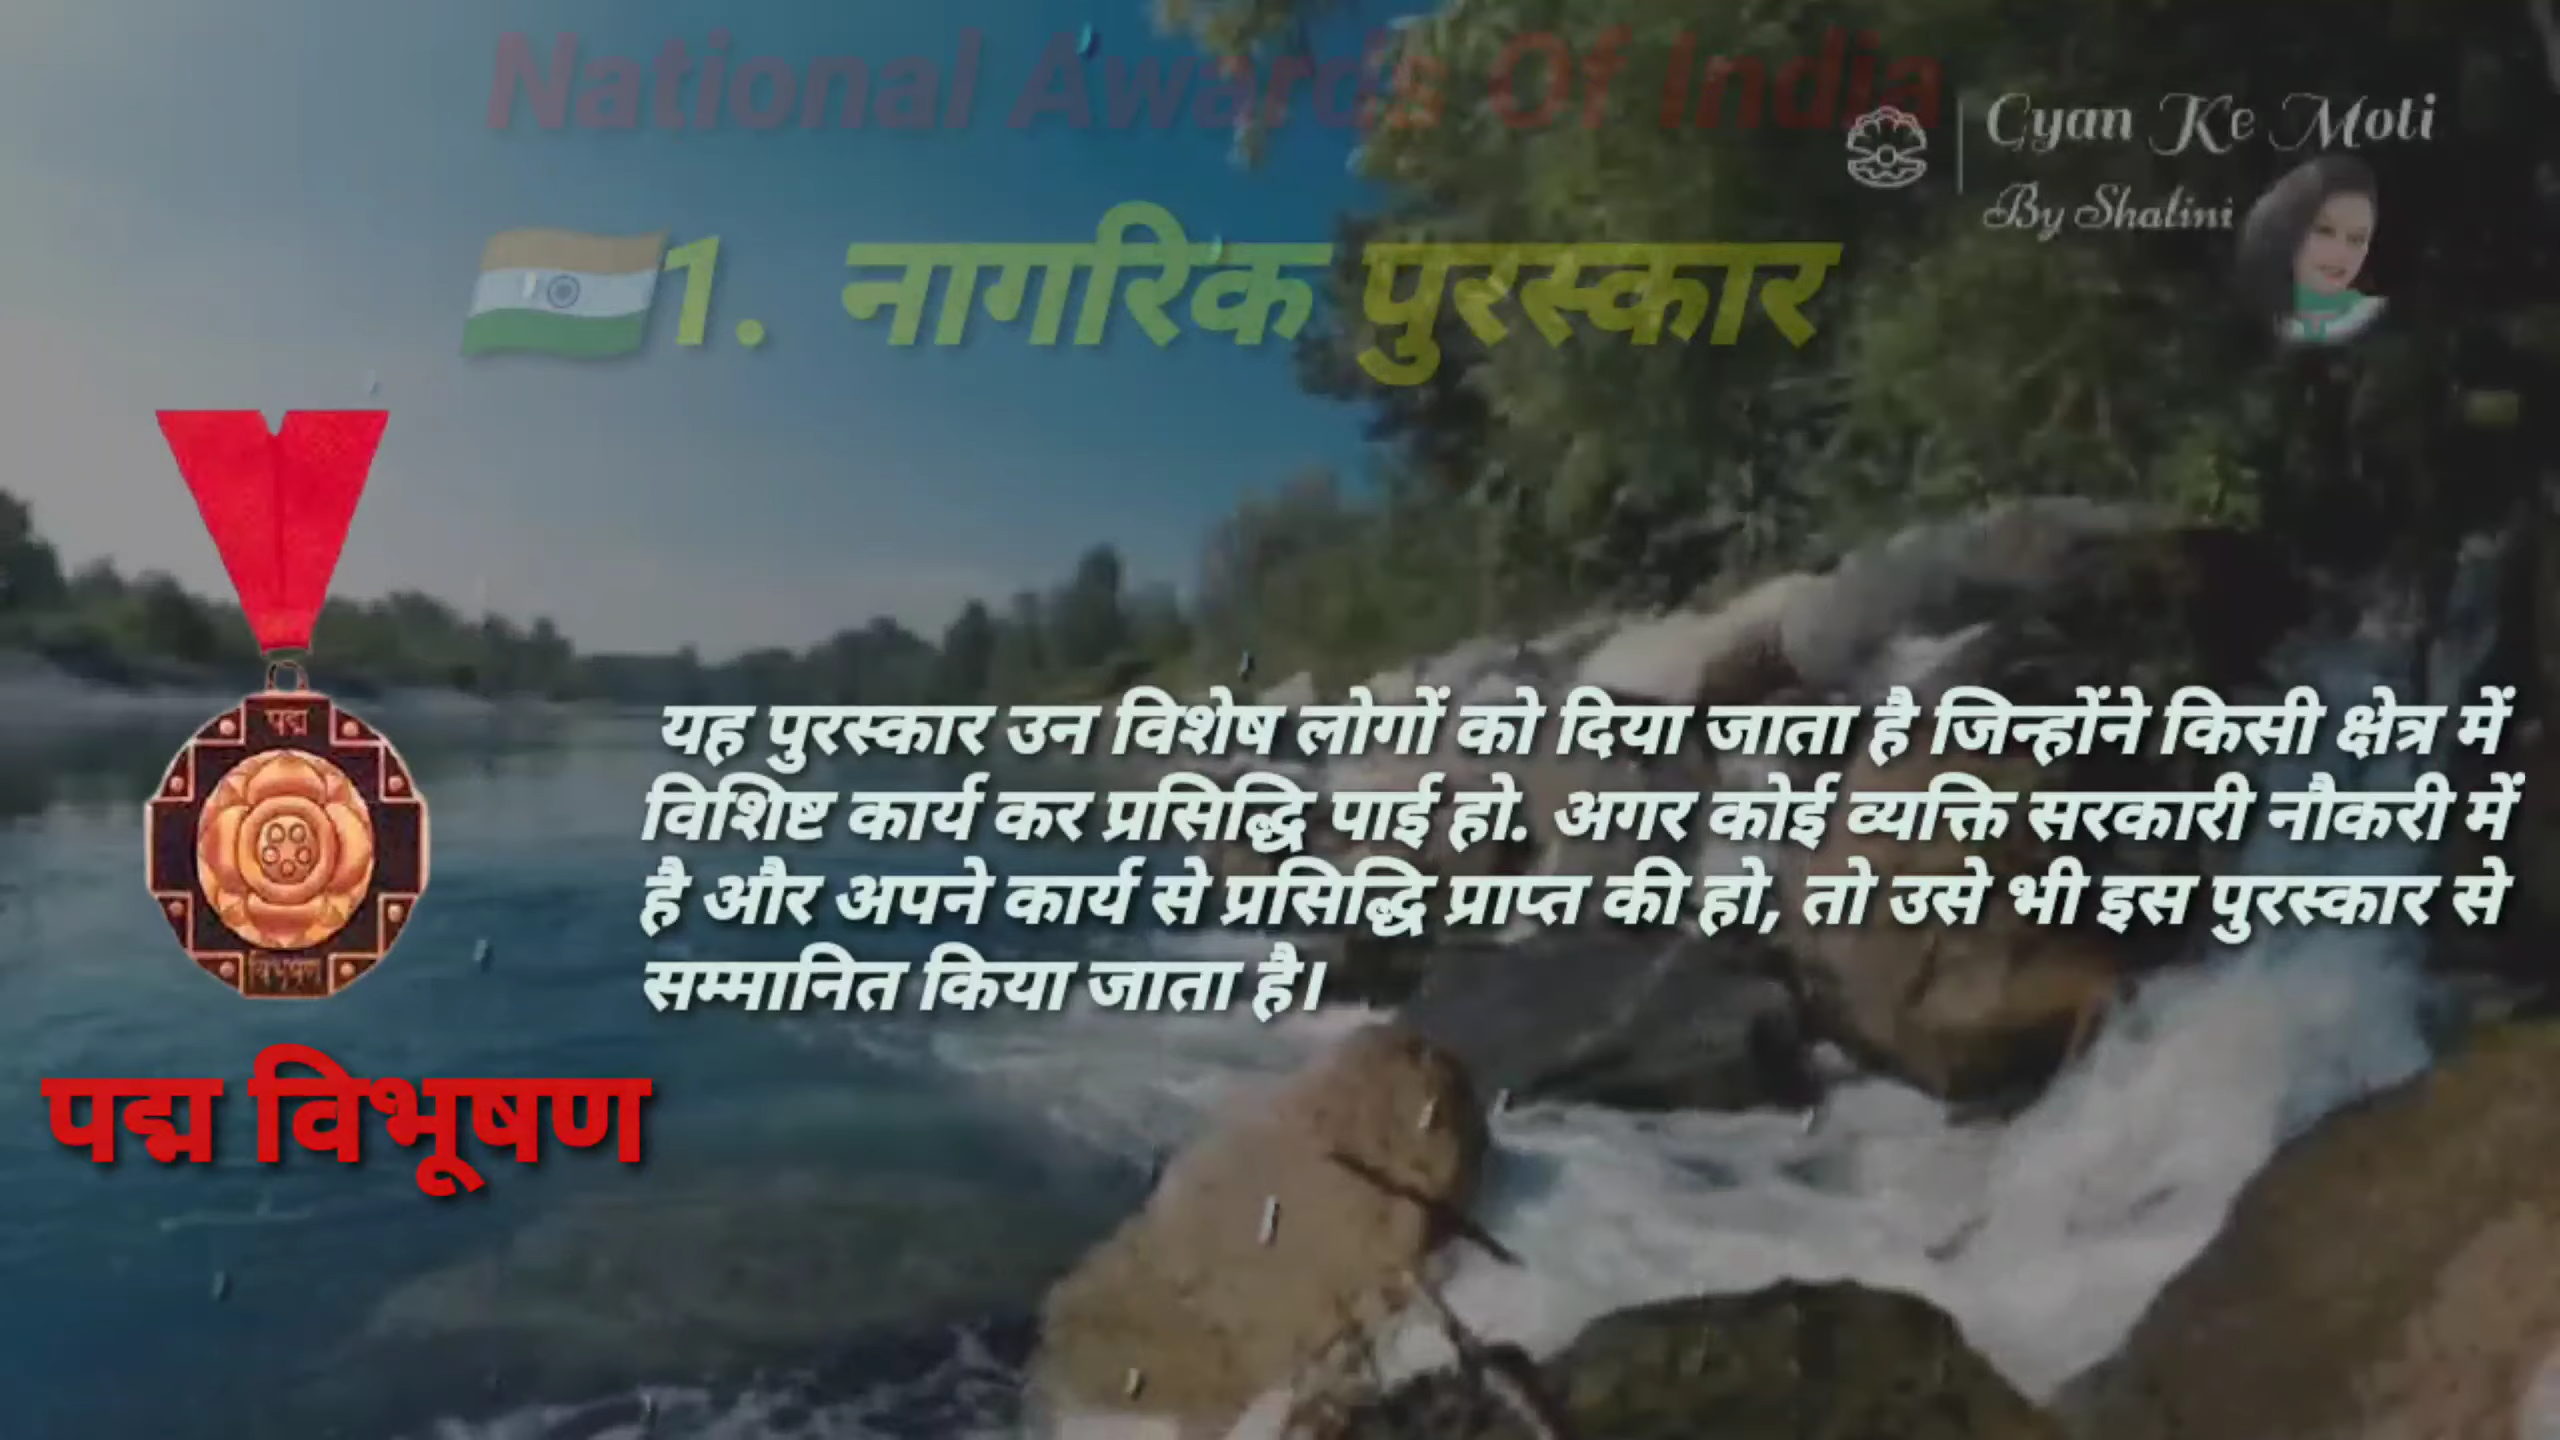 National Awards Of India
Gyan Ke Moti
By Shalini
1. नागरिक पुरस्कार
पद्म
विभूषण
यह पुरस्कार उन विशेष लोगों को दिया जाता है जिन्होंने किसी क्षेत्र में
विशिष्ट कार्य कर प्रसिद्धि पाई हो. अगर कोई व्यक्ति सरकारी नौकरी में
है और अपने कार्य से प्रसिद्धि प्राप्त की हो, तो उसे भी इस पुरस्कार से
सम्मानित किया जाता है।
पद्म विभूषण